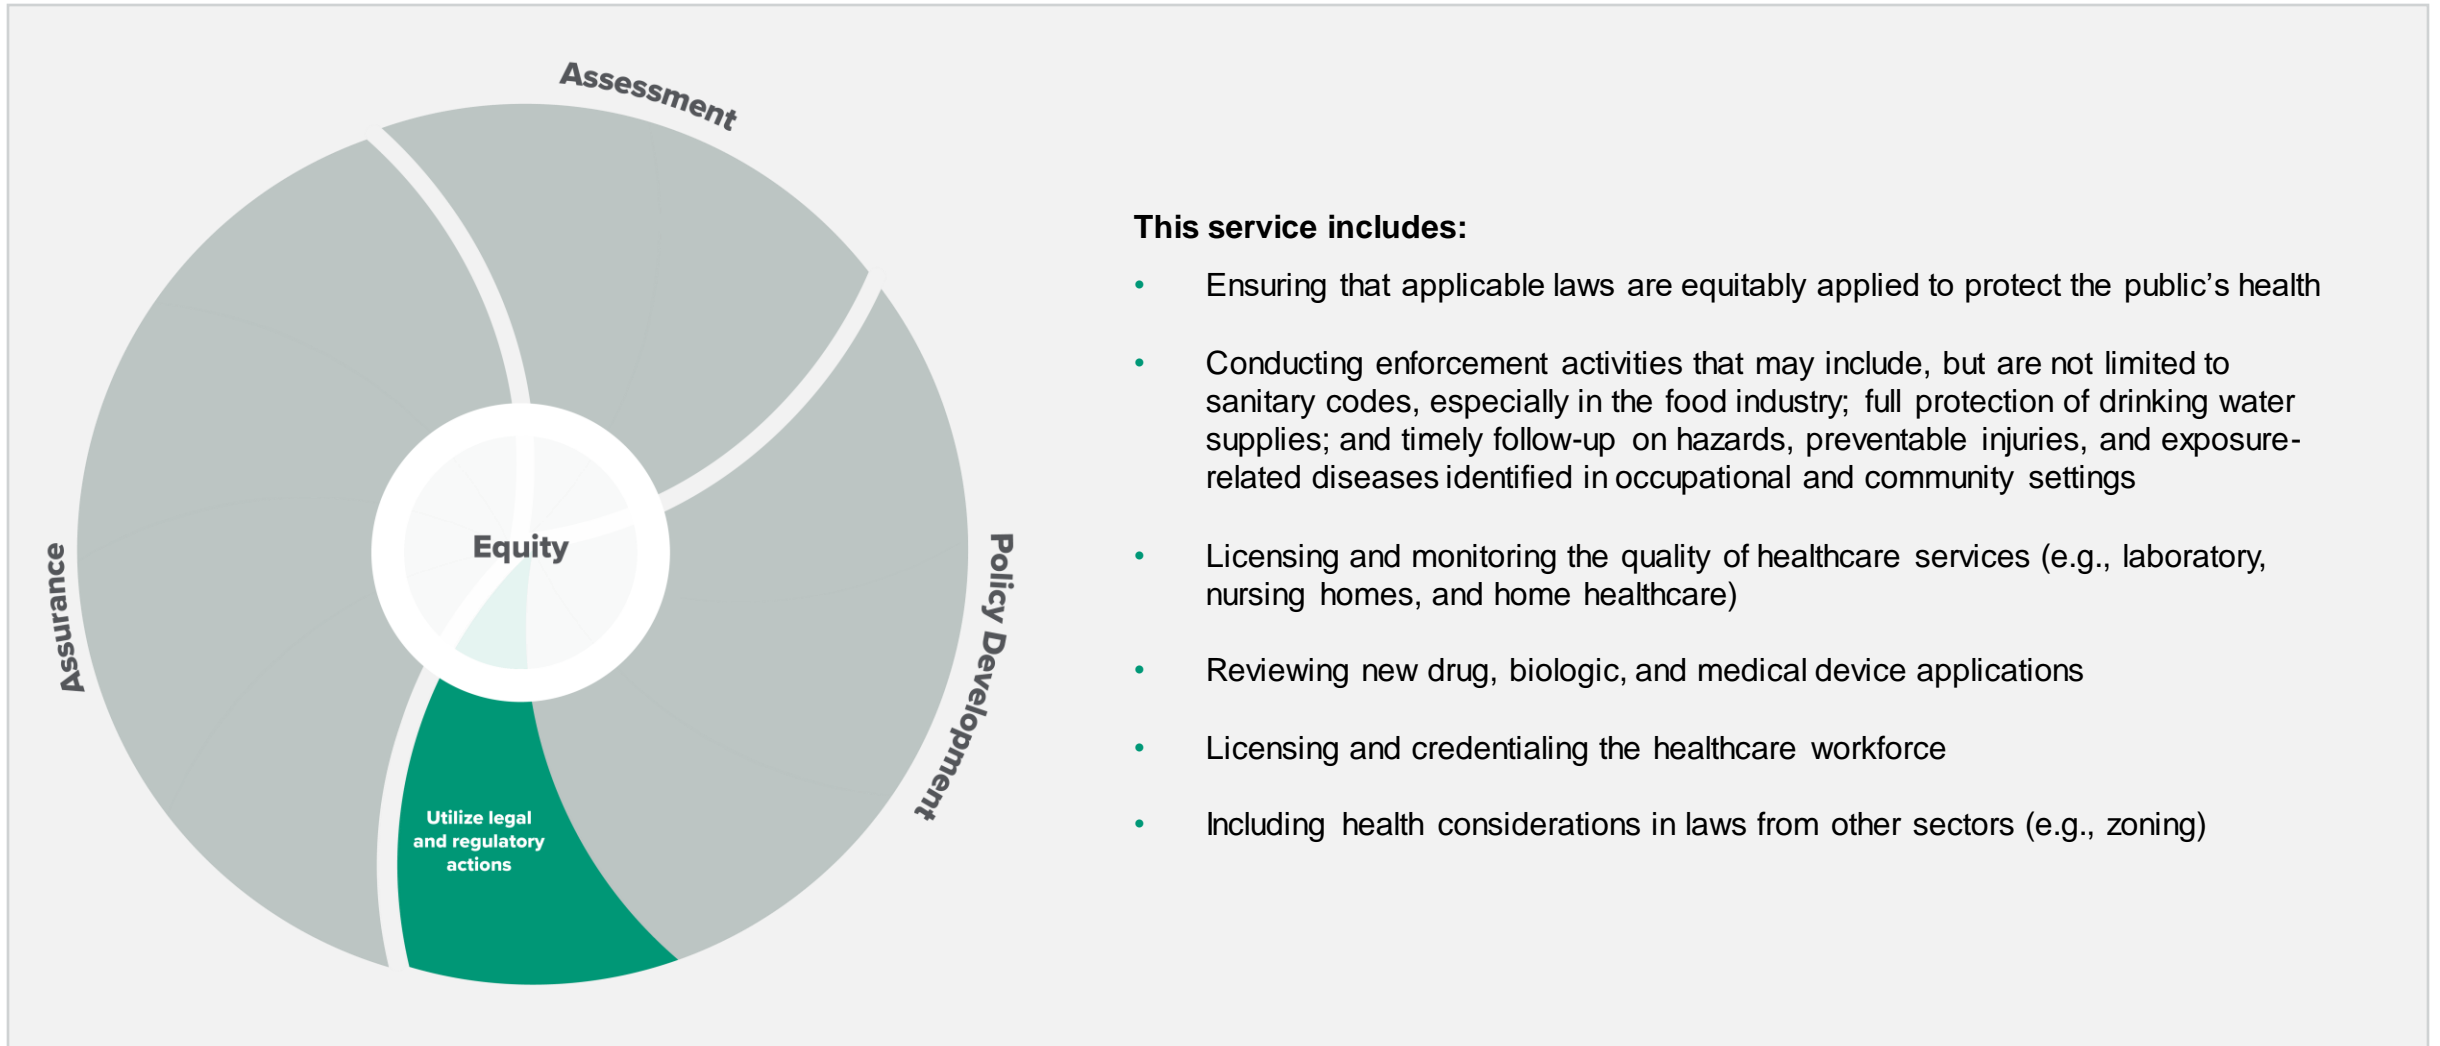 Assessment
Assurance
Equity
Policy Development
Utilize legal
and regulatory
actions
This service includes:
• Ensuring that applicable laws are equitably applied to protect the public’s health
• Conducting enforcement activities that may include, but are not limited to
sanitary codes, especially in the food industry; full protection of drinking water
supplies; and timely follow-up on hazards, preventable injuries, and exposure-
related diseases identified in occupational and community settings
• Licensing and monitoring the quality of healthcare services (e.g., laboratory,
nursing homes, and home healthcare)
• Reviewing new drug, biologic, and medical device applications
• Licensing and credentialing the healthcare workforce
• Including health considerations in laws from other sectors (e.g., zoning)